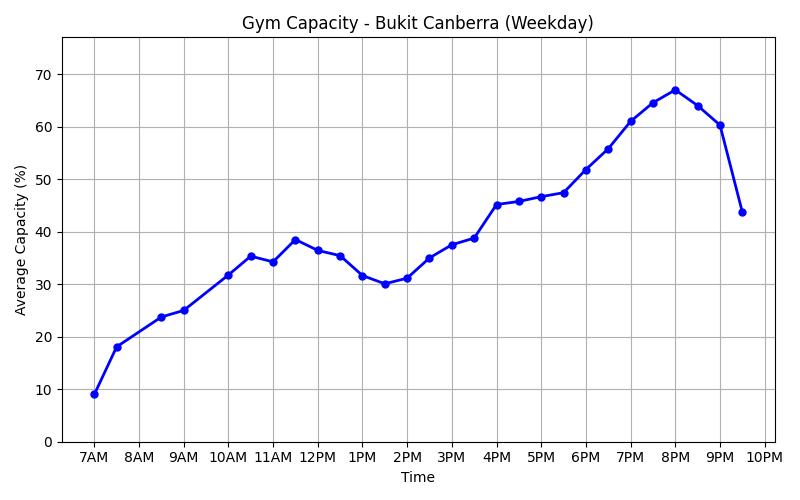 Gym Capacity - Bukit Canberra (Weekday)
Average Capacity (%)
70
60
50
40
30
20
10
0
7AM 8AM 9AM 10AM 11AM 12PM 1PM 2PM 3PM 4PM 5PM 6PM 7PM 8PM 9PM 10PM
Time